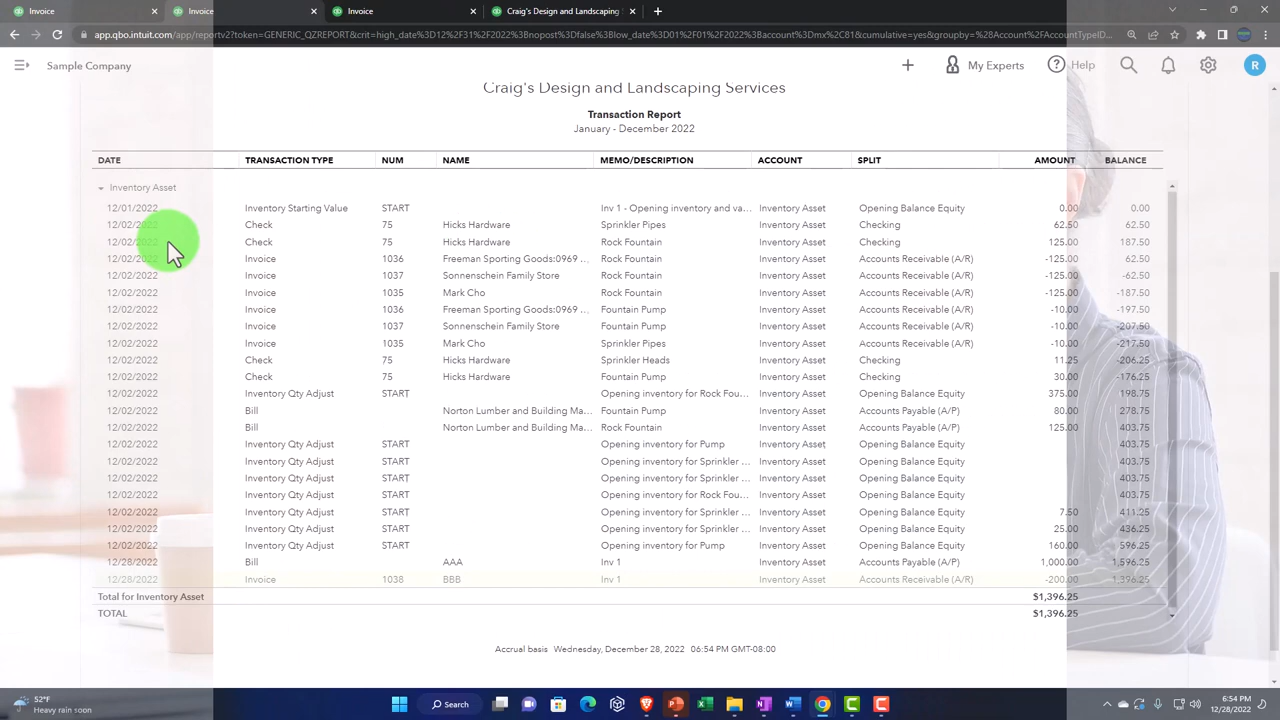 Invoice Invoice Invoice × Craig's Design and Landscaping × +
app.qbo.intuit.com/app/reportv2?token=GENERIC_QZREPORT&crit=high_date%3D12%2F31%2F2022%3Bnopost%3Dfalse%3Blow_date%3D01%2F01%2F2022%3Baccount%3Dmx%2C81&cumulative=yes&groupby=%28Account%2FAccountTypeID...
Sample Company + My Experts Help R
Craig's Design and Landscaping Services
Transaction Report
January - December 2022
DATE TRANSACTION TYPE NUM NAME MEMO/DESCRIPTION ACCOUNT SPLIT AMOUNT BALANCE
Inventory Asset
12/01/2022 Inventory Starting Value START Inv 1 - Opening inventory and va... Inventory Asset Opening Balance Equity 0.00 0.00
12/02/2022 Check 75 Hicks Hardware Sprinkler Pipes Inventory Asset Checking 62.50 62.50
12/02/2022 Check 75 Hicks Hardware Rock Fountain Inventory Asset Checking 125.00 187.50
12/02/2022 Invoice 1036 Freeman Sporting Goods:0969 ... Rock Fountain Inventory Asset Accounts Receivable (A/R) -125.00 62.50
12/02/2022 Invoice 1037 Sonnenschein Family Store Rock Fountain Inventory Asset Accounts Receivable (A/R) -125.00 -62.50
12/02/2022 Invoice 1035 Mark Cho Rock Fountain Inventory Asset Accounts Receivable (A/R) -125.00 -187.50
12/02/2022 Invoice 1036 Freeman Sporting Goods:0969 ... Fountain Pump Inventory Asset Accounts Receivable (A/R) -10.00 -197.50
12/02/2022 Invoice 1037 Sonnenschein Family Store Fountain Pump Inventory Asset Accounts Receivable (A/R) -10.00 -207.50
12/02/2022 Invoice 1035 Mark Cho Sprinkler Pipes Inventory Asset Accounts Receivable (A/R) -10.00 -217.50
12/02/2022 Check 75 Hicks Hardware Sprinkler Heads Inventory Asset Checking 11.25 -206.25
12/02/2022 Check 75 Hicks Hardware Fountain Pump Inventory Asset Checking 30.00 -176.25
12/02/2022 Inventory Qty Adjust START Opening inventory for Rock Fou... Inventory Asset Opening Balance Equity 375.00 198.75
12/02/2022 Bill Norton Lumber and Building Ma... Fountain Pump Inventory Asset Accounts Payable (A/P) 80.00 278.75
12/02/2022 Bill Norton Lumber and Building Ma... Rock Fountain Inventory Asset Accounts Payable (A/P) 125.00 403.75
12/02/2022 Inventory Qty Adjust START Opening inventory for Pump Inventory Asset Opening Balance Equity 403.75
12/02/2022 Inventory Qty Adjust START Opening inventory for Sprinkler ... Inventory Asset Opening Balance Equity 403.75
12/02/2022 Inventory Qty Adjust START Opening inventory for Sprinkler ... Inventory Asset Opening Balance Equity 403.75
12/02/2022 Inventory Qty Adjust START Opening inventory for Rock Fou... Inventory Asset Opening Balance Equity 403.75
12/02/2022 Inventory Qty Adjust START Opening inventory for Sprinkler ... Inventory Asset Opening Balance Equity 7.50 411.25
12/02/2022 Inventory Qty Adjust START Opening inventory for Sprinkler ... Inventory Asset Opening Balance Equity 25.00 436.25
12/02/2022 Inventory Qty Adjust START Opening inventory for Pump Inventory Asset Opening Balance Equity 160.00 596.25
12/28/2022 Bill AAA Inv 1 Inventory Asset Accounts Payable (A/P) 1,000.00 1,596.25
12/28/2022 Invoice 1038 BBB Inv 1 Inventory Asset Accounts Receivable (A/R) -200.00 1,396.25
Total for Inventory Asset $1,396.25
TOTAL $1,396.25
Accrual basis Wednesday, December 28, 2022 06:54 PM GMT-08:00
52°F
Heavy rain soon
Search
6:54 PM
12/28/2022